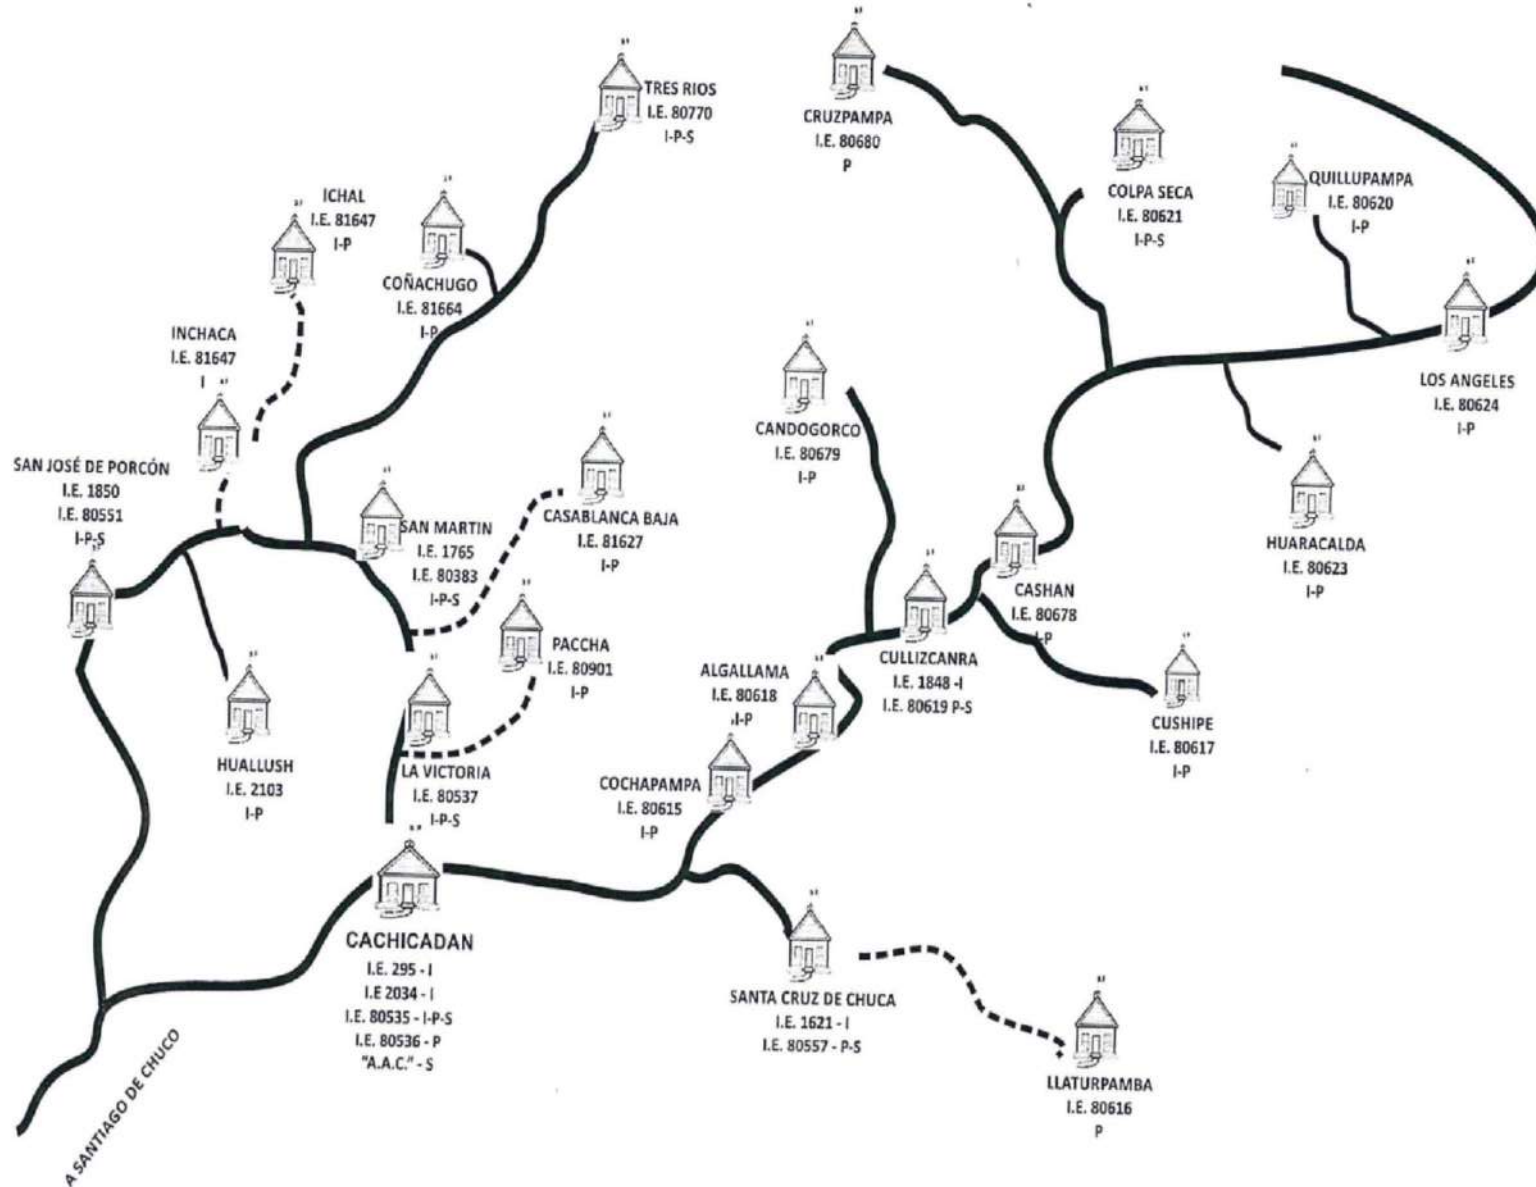 TRES RIOS
I.E. 80770
I-P-S
CRUZPAMPA
I.E. 80680
P
COLPA SECA
I.E. 80621
I-P-S
QUILLUPAMPA
I.E. 80620
I-P
ICHAL
I.E. 81647
I-P
COÑACHUGO
I.E. 81664
I-P
INCHACA
I.E. 81647
I
LOS ANGELES
I.E. 80624
I-P
CANDOGORCO
I.E. 80679
I-P
SAN JOSÉ DE PORCÓN
I.E. 1850
I.E. 80551
I-P-S
SAN MARTIN
I.E. 1765
I.E. 80383
I-P-S
CASABLANCA BAJA
I.E. 81627
I-P
HUARACALDA
I.E. 80623
I-P
CASHAN
I.E. 80678
I-P
PACCHA
I.E. 80901
I-P
CULLIZCANRA
I.E. 1848 -I
I.E. 80619 P-S
ALGALLAMA
I.E. 80618
I-P
CUSHIPE
I.E. 80617
I-P
HUALLUSH
I.E. 2103
I-P
LA VICTORIA
I.E. 80537
I-P-S
COCHAPAMPA
I.E. 80615
I-P
CACHICADAN
I.E. 295 - I
I.E 2034 - I
I.E. 80535 - I-P-S
I.E. 80536 - P
"A.A.C." - S
SANTA CRUZ DE CHUCA
I.E. 1621 - I
I.E. 80557 - P-S
LLATURPAMBA
I.E. 80616
P
A SANTIAGO DE CHUCO